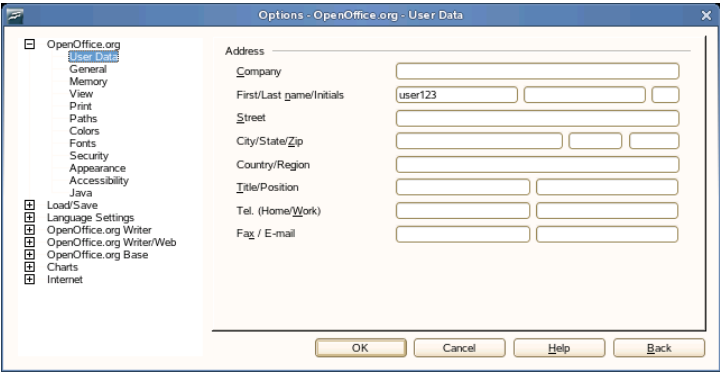 Options - OpenOffice.org - User Data
OpenOffice.org
User Data
General
Memory
View
Print
Paths
Colors
Fonts
Security
Appearance
Accessibility
Java
Load/Save
Language Settings
OpenOffice.org Writer
OpenOffice.org Writer/Web
OpenOffice.org Base
Charts
Internet
Address
Company
First/Last name/Initials user123
Street
City/State/Zip
Country/Region
Title/Position
Tel. (Home/Work)
Fax / E-mail
OK Cancel Help Back